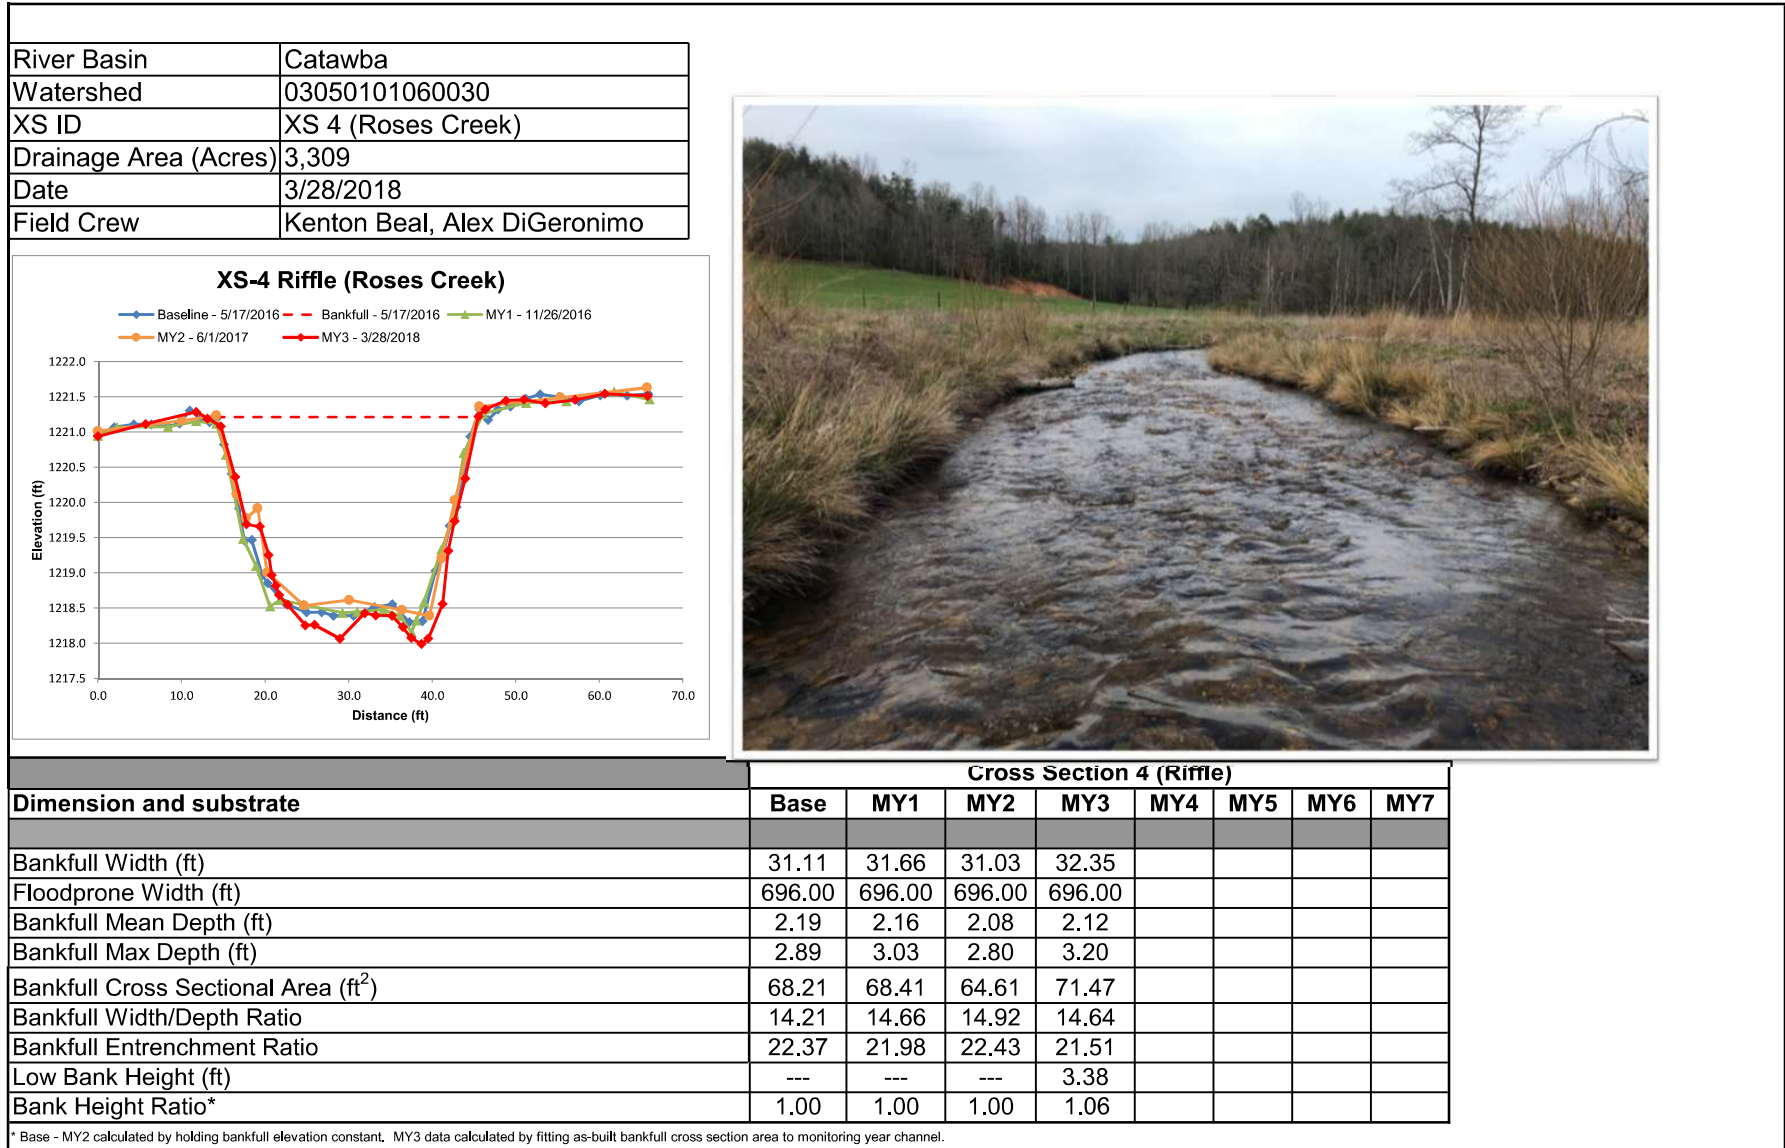 River Basin Catawba
Watershed 03050101060030
XS ID XS 4 (Roses Creek)
Drainage Area (Acres) 3,309
Date 3/28/2018
Field Crew Kenton Beal, Alex DiGeronimo
XS-4 Riffle (Roses Creek)
Baseline - 5/17/2016 Bankfull - 5/17/2016 MY1 - 11/26/2016
MY2 - 6/1/2017 MY3 - 3/28/2018
1222.0
1221.5
1221.0
1220.5
1220.0
1219.5
1219.0
1218.5
1218.0
1217.5
Elevation (ft)
0.0 10.0 20.0 30.0 40.0 50.0 60.0 70.0
Distance (ft)
Cross Section 4 (Riffle)
Dimension and substrate Base MY1 MY2 MY3 MY4 MY5 MY6 MY7
Bankfull Width (ft) 31.11 31.66 31.03 32.35
Floodprone Width (ft) 696.00 696.00 696.00 696.00
Bankfull Mean Depth (ft) 2.19 2.16 2.08 2.12
Bankfull Max Depth (ft) 2.89 3.03 2.80 3.20
Bankfull Cross Sectional Area (ft²) 68.21 68.41 64.61 71.47
Bankfull Width/Depth Ratio 14.21 14.66 14.92 14.64
Bankfull Entrenchment Ratio 22.37 21.98 22.43 21.51
Low Bank Height (ft) --- --- --- 3.38
Bank Height Ratio* 1.00 1.00 1.00 1.06
* Base - MY2 calculated by holding bankfull elevation constant. MY3 data calculated by fitting as-built bankfull cross section area to monitoring year channel.